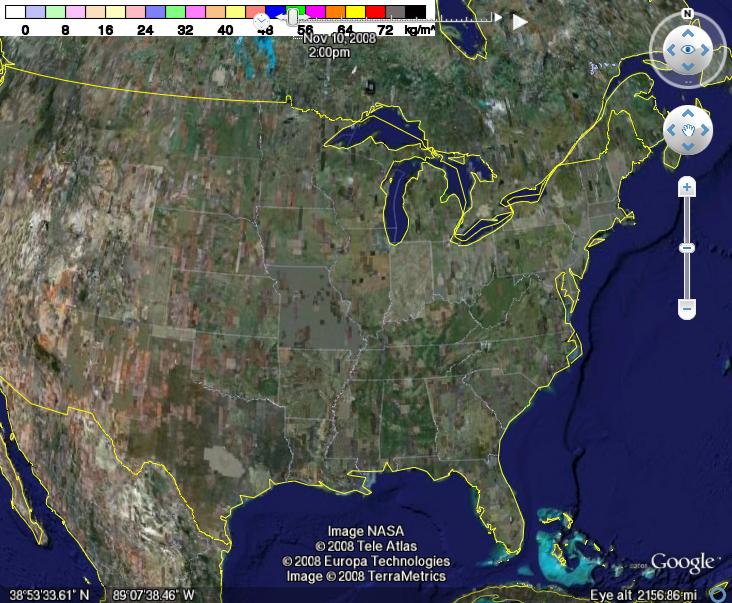 0 8 16 24 32 40 48 56 64 72 kg/m^
Nov 10, 2008
2:00pm
N
Image NASA
© 2008 Tele Atlas
© 2008 Europa Technologies
Image © 2008 TerraMetrics
Google
38°53'33.61" N 89°07'38.46" W
Eye alt 2156.86 mi